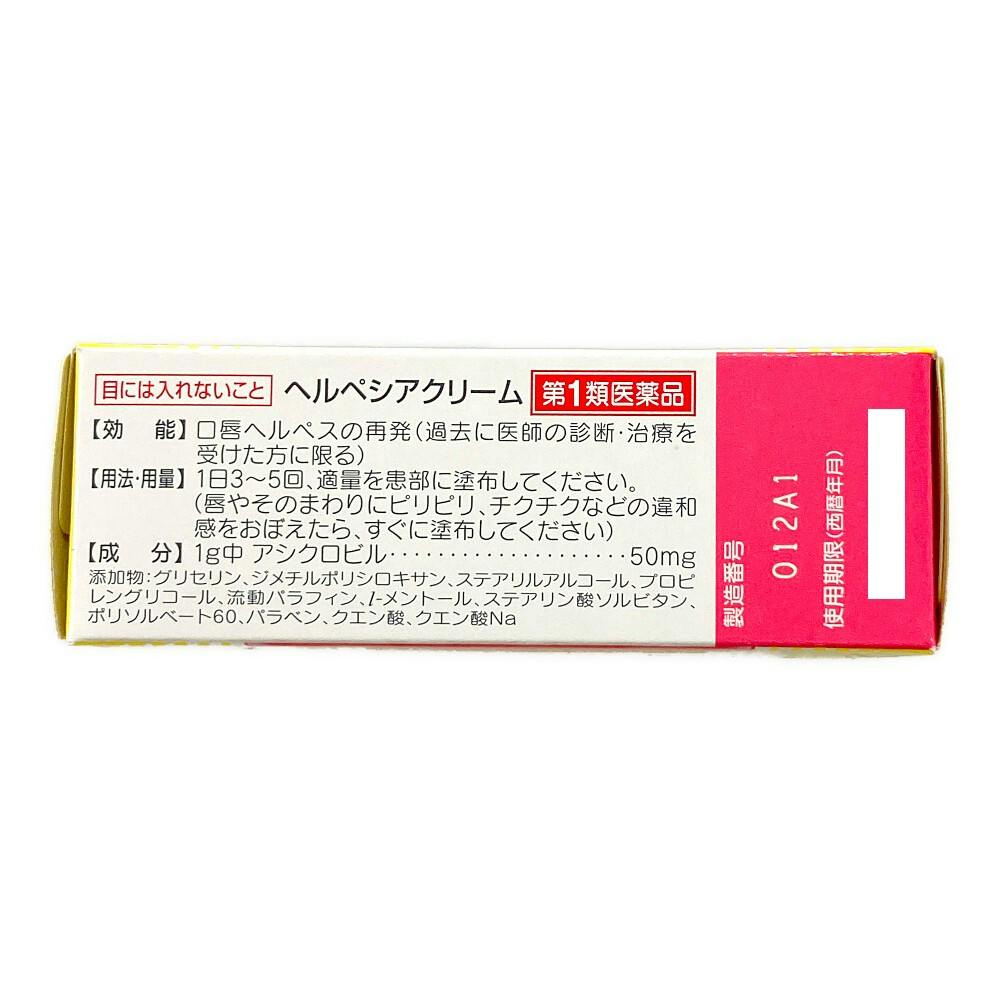 目には入れないこと ヘルペシアクリーム 第1類医薬品
【効 能】口唇ヘルペスの再発(過去に医師の診断・治療を
受けた方に限る)
【用法・用量】1日3～5回、適量を患部に塗布してください。
(唇やそのまわりにピリピリ、チクチクなどの違和
感をおぼえたら、すぐに塗布してください)
【成 分】1g中 アシクロビル・・・・・・・・・・・・・・・・・・・・50mg
添加物:グリセリン、ジメチルポリシロキサン、ステアリルアルコール、プロピ
レングリコール、流動パラフィン、l-メントール、ステアリン酸ソルビタン、
ポリソルベート60、パラベン、クエン酸、クエン酸Na
製造番号 012A1
使用期限(西暦年月)